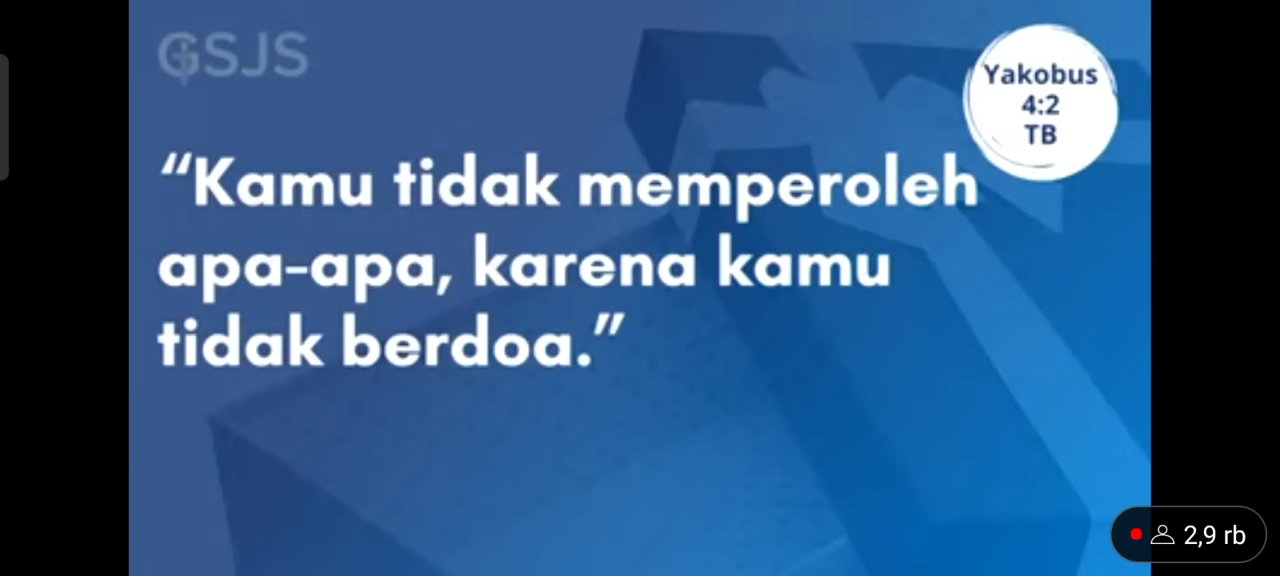 GSJS
Yakobus
4:2
TB
“Kamu tidak memperoleh
apa-apa, karena kamu
tidak berdoa.”
2,9 rb